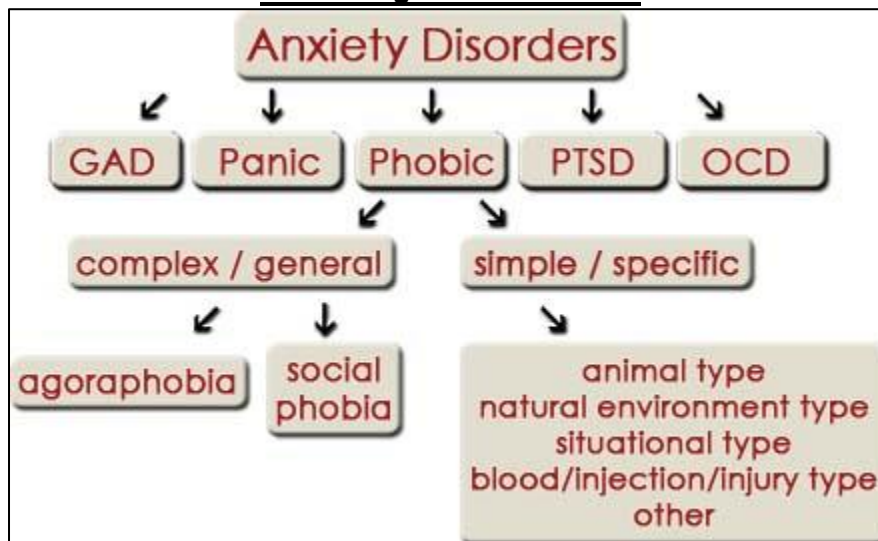 Anxiety Disorders
GAD
Panic
Phobic
PTSD
OCD
complex / general
simple / specific
agoraphobia
social
phobia
animal type
natural environment type
situational type
blood/injection/injury type
other